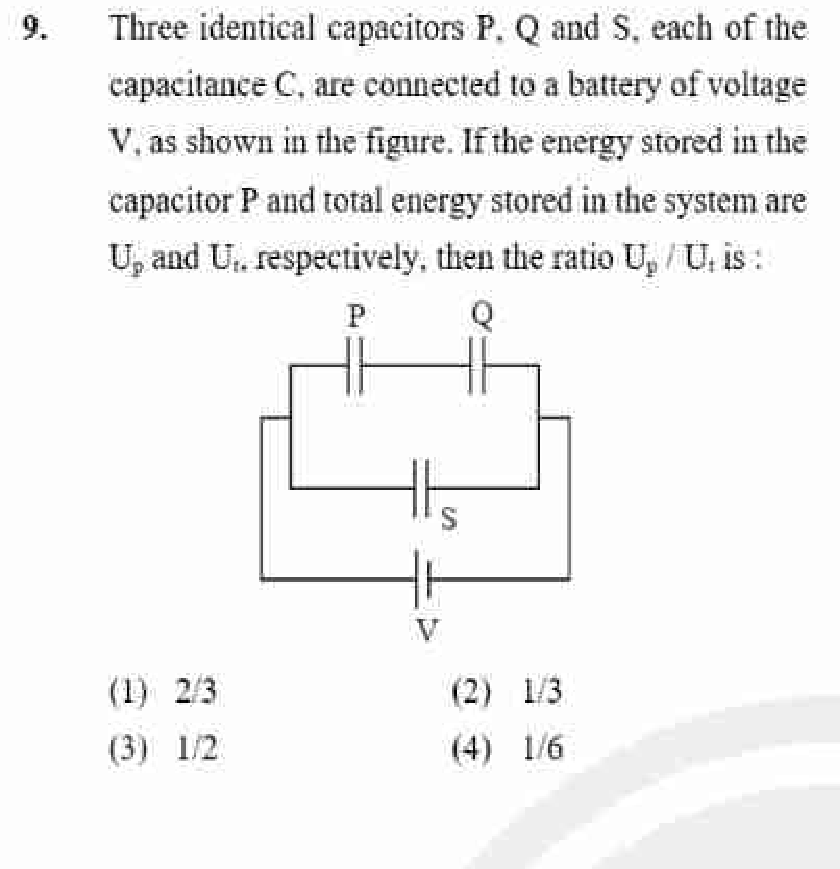 9. Three identical capacitors P, Q and S, each of the
capacitance C, are connected to a battery of voltage
V, as shown in the figure. If the energy stored in the
capacitor P and total energy stored in the system are
Uₚ and Uₜ, respectively, then the ratio Uₚ / Uₜ is :
P Q
S
V
(1) 2/3 (2) 1/3
(3) 1/2 (4) 1/6